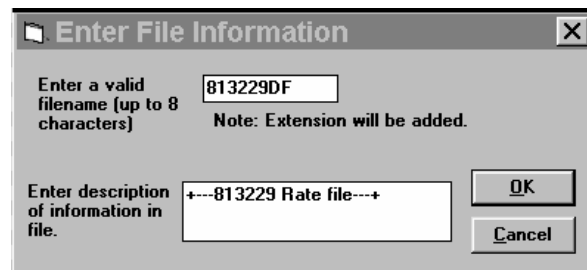 Enter File Information
Enter a valid
filename (up to 8
characters)
813229DF
Note: Extension will be added.
Enter description
of information in
file.
+---813229 Rate file---+
OK
Cancel